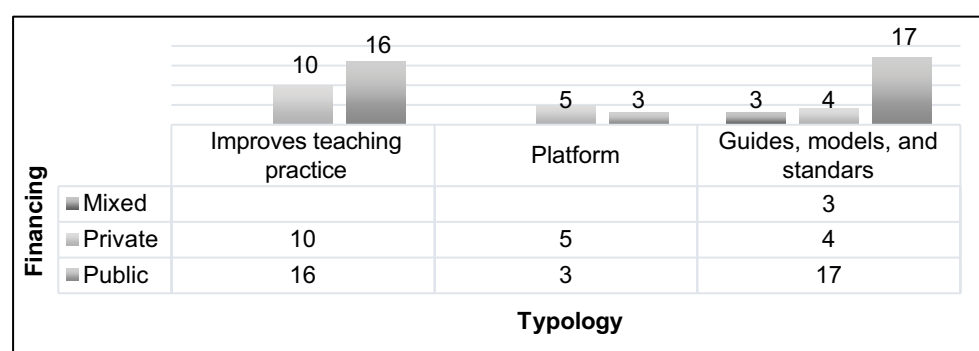 10 16 5 3 3 4 17
Improves teaching practice Platform Guides, models, and standars
Mixed 3
Private 10 5 4
Public 16 3 17
Financing
Typology